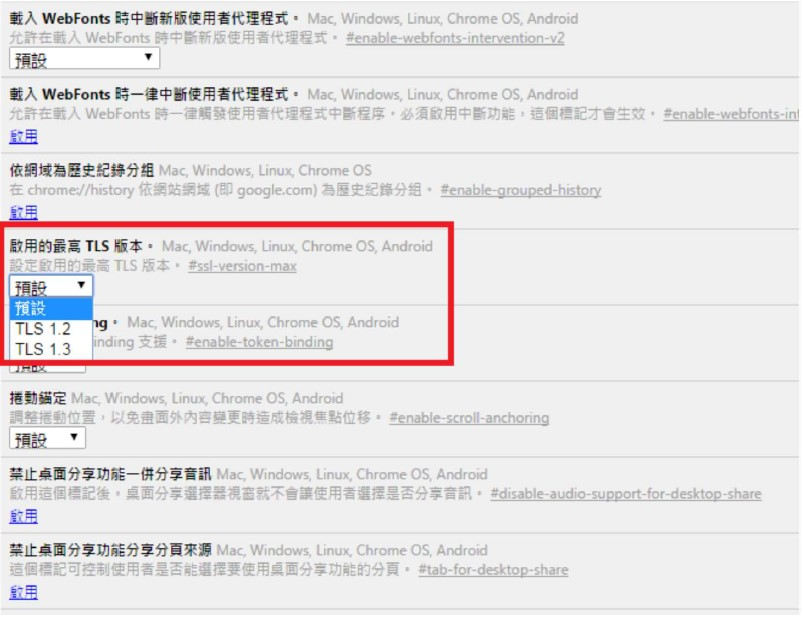 載入 WebFonts 時中斷新版使用者代理程式。 Mac, Windows, Linux, Chrome OS, Android
允許在載入 WebFonts 時中斷新版使用者代理程式。 #enable-webfonts-intervention-v2
預設
載入 WebFonts 時一律中斷使用者代理程式。 Mac, Windows, Linux, Chrome OS, Android
允許在載入 WebFonts 時一律觸發使用者代理程式中斷程序。必須啟用中斷功能，這個標記才會生效。 #enable-webfonts-int
啟用
依網域為歷史紀錄分組 Mac, Windows, Linux, Chrome OS
在 chrome://history 依網站網域 (即 google.com) 為歷史紀錄分組。 #enable-grouped-history
啟用
啟用的最高 TLS 版本。 Mac, Windows, Linux, Chrome OS, Android
設定啟用的最高 TLS 版本。 #ssl-version-max
預設
預設
TLS 1.2
TLS 1.3
ng。 Mac, Windows, Linux, Chrome OS, Android
inding 支援。 #enable-token-binding
預設
捲動錨定 Mac, Windows, Linux, Chrome OS, Android
調整捲動位置，以免畫面外內容變更時造成檢視焦點位移。 #enable-scroll-anchoring
預設
禁止桌面分享功能一併分享音訊 Mac, Windows, Linux, Chrome OS, Android
啟用這個標記後，桌面分享選擇器視窗就不會讓使用者選擇是否分享音訊。 #disable-audio-support-for-desktop-share
啟用
禁止桌面分享功能分享分頁來源 Mac, Windows, Linux, Chrome OS, Android
這個標記可控制使用者是否能選擇要使用桌面分享功能的分頁。 #tab-for-desktop-share
啟用